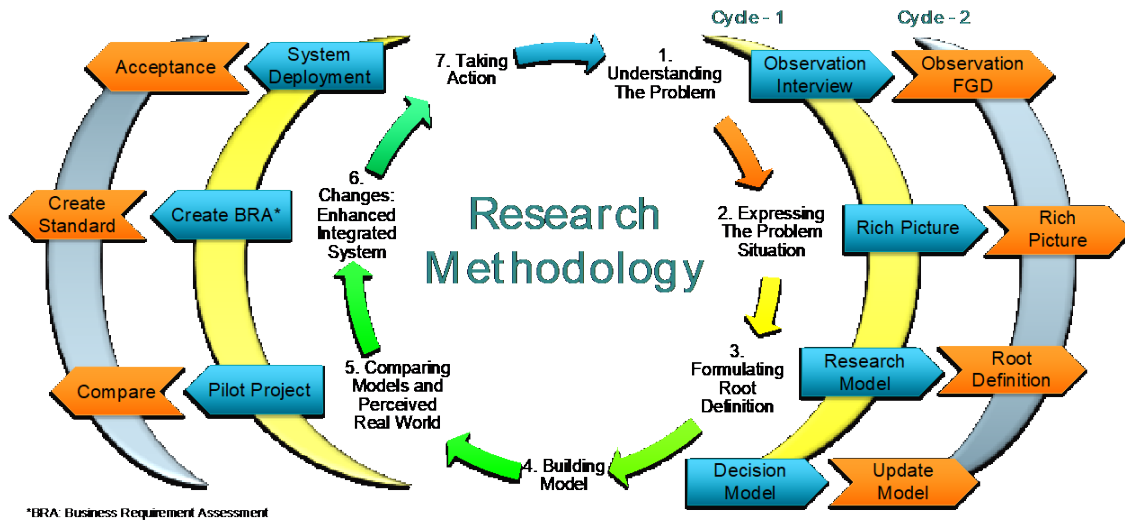 Cycle - 1
Cycle - 2
Acceptance
System
Deployment
7. Taking
Action
1.
Understanding
The Problem
Observation
Interview
Observation
FGD
6.
Changes:
Enhanced
Integrated
System
Create
Standard
Create BRA*
Research
Methodology
2. Expressing
The Problem
Situation
Rich Picture
Rich
Picture
Compare
Pilot Project
5. Comparing
Models and
Perceived
Real World
3.
Formulating
Root
Definition
Research
Model
Root
Definition
4. Building
Model
Decision
Model
Update
Model
*BRA: Business Requirement Assessment